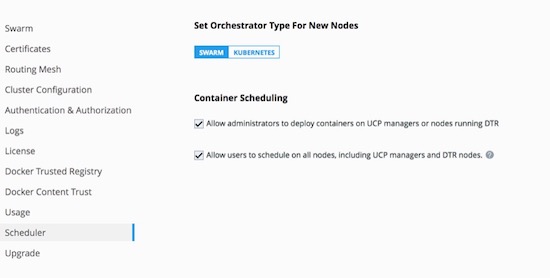 Swarm
Certificates
Routing Mesh
Cluster Configuration
Authentication & Authorization
Logs
License
Docker Trusted Registry
Docker Content Trust
Usage
Scheduler
Upgrade
Set Orchestrator Type For New Nodes
SWARM KUBERNETES
Container Scheduling
Allow administrators to deploy containers on UCP managers or nodes running DTR
Allow users to schedule on all nodes, including UCP managers and DTR nodes. ?